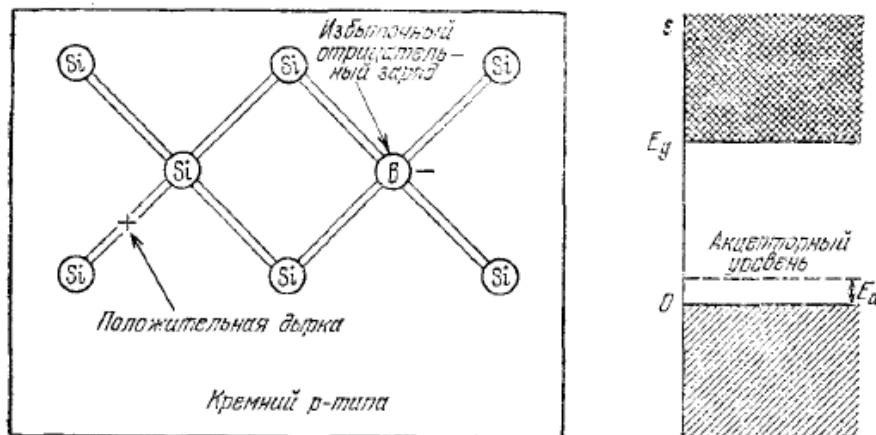 Избыточный
отрицатель-
ный заряд
Si
Si
Si
Si
B −
+
Si
Si
Si
Положительная дырка
Кремний р-типа
ε
E_g
Акцепторный
уровень
0
E_a